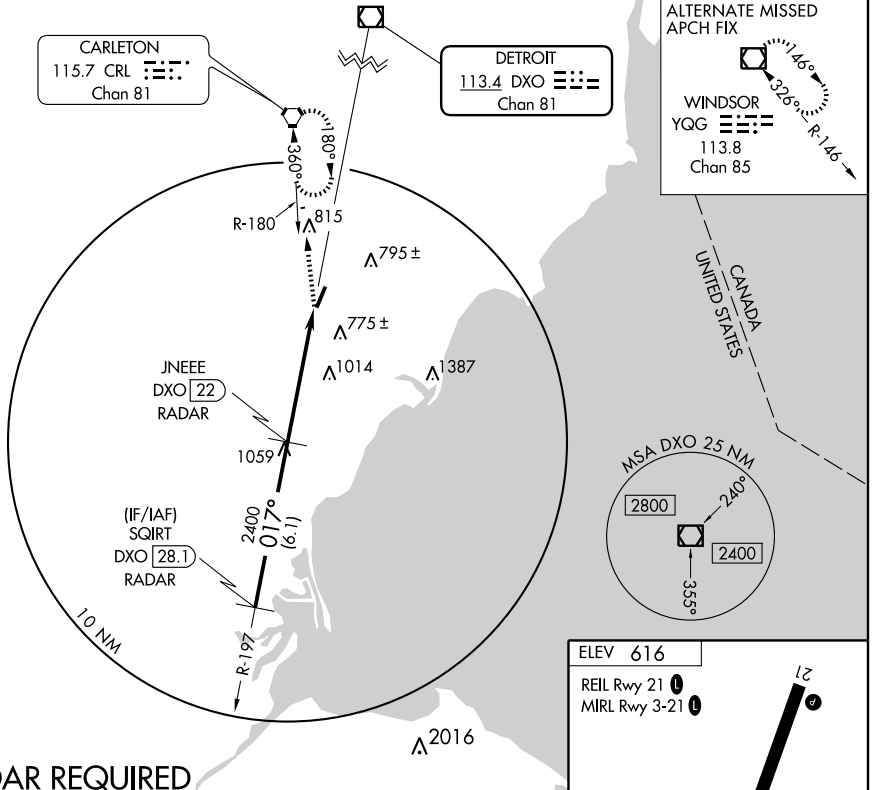 CARLETON
115.7 CRL
Chan 81
DETROIT
113.4 DXO
Chan 81
ALTERNATE MISSED
APCH FIX
146°
326°
R-146
WINDSOR
YQG
113.8
Chan 85
360°
180°
R-180
815
795±
775±
1014
1387
CANADA
UNITED STATES
JNEEE
DXO 22
RADAR
1059
2400
017°
(6.1)
(IF/IAF)
SQIRT
DXO 28.1
RADAR
10 NM
R-197
MSA DXO 25 NM
2800
240°
2400
355°
2016
ELEV 616
REIL Rwy 21 L
MIRL Rwy 3-21 L
21
P
DAR REQUIRED